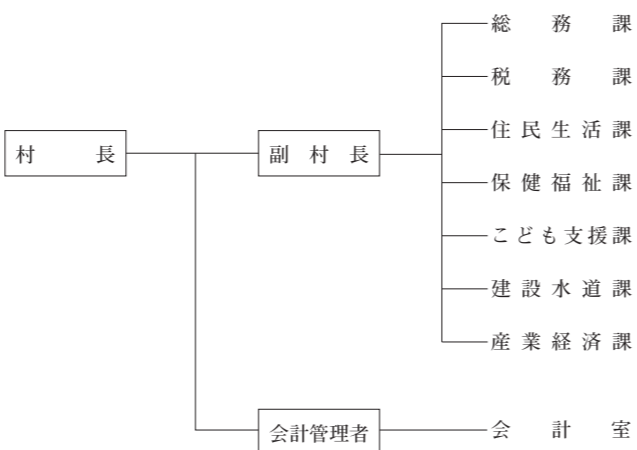 総務課
税務課
住民生活課
村長
副村長
保健福祉課
こども支援課
建設水道課
産業経済課
会計管理者
会計室